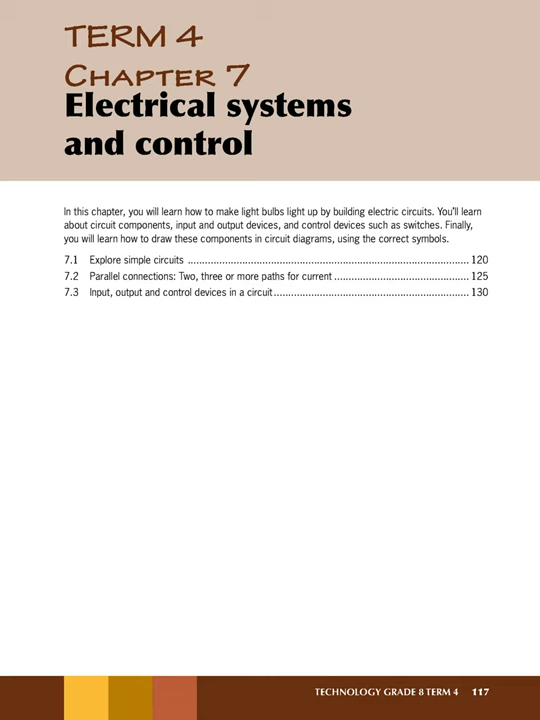 TERM 4
CHAPTER 7
Electrical systems
and control
In this chapter, you will learn how to make light bulbs light up by building electric circuits. You'll learn
about circuit components, input and output devices, and control devices such as switches. Finally,
you will learn how to draw these components in circuit diagrams, using the correct symbols.
7.1 Explore simple circuits ................................................................................................. 120
7.2 Parallel connections: Two, three or more paths for current ............................................... 125
7.3 Input, output and control devices in a circuit.................................................................... 130
TECHNOLOGY GRADE 8 TERM 4 117